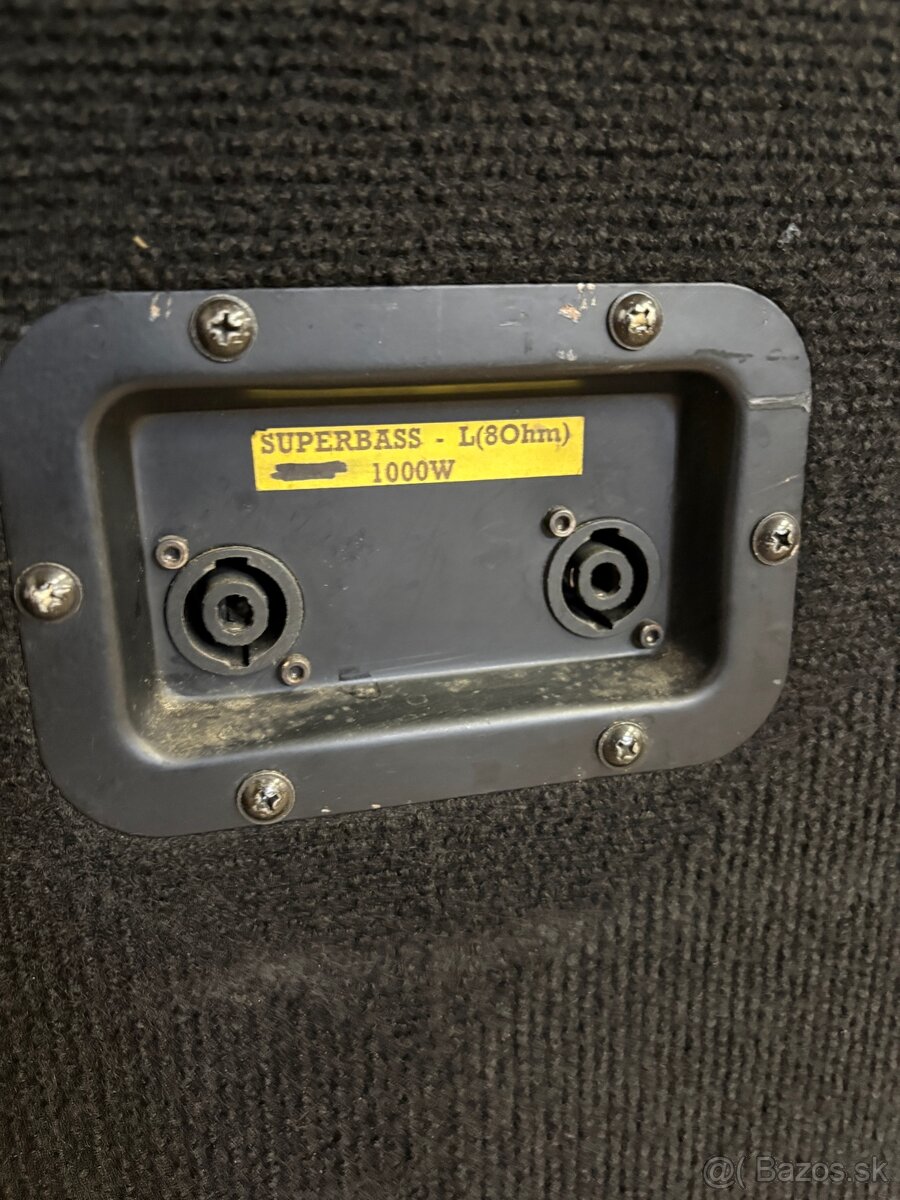 SUPERBASS - L(8Ohm)
1000W
@( Bazos.sk